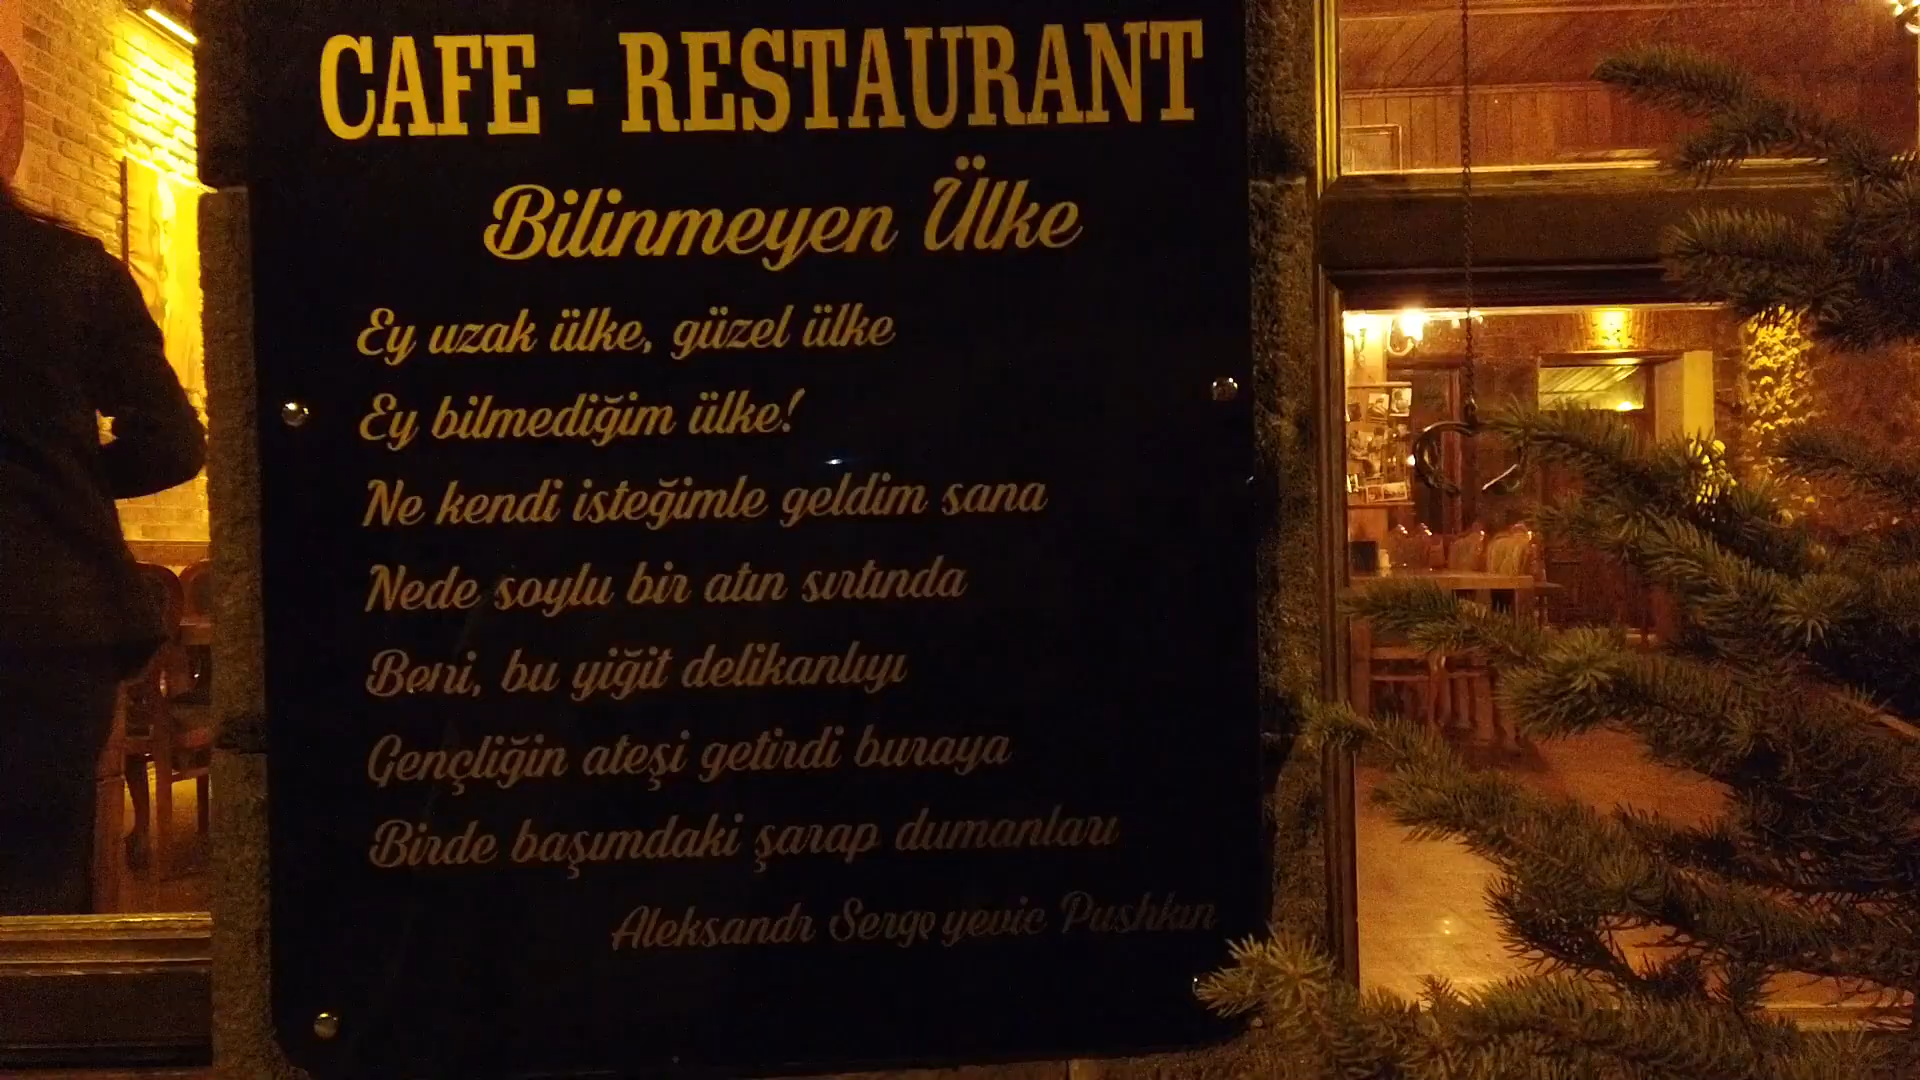 CAFE - RESTAURANT
Bilinmeyen Ülke
Ey uzak ülke, güzel ülke
Ey bilmediğim ülke!
Ne kendi isteğimle geldim sana
Nede soylu bir atın sırtında
Beni, bu yiğit delikanlıyı
Gençliğin ateşi getirdi buraya
Birde başımdaki şarap dumanları
Aleksandr Sergeyevic Pushkin